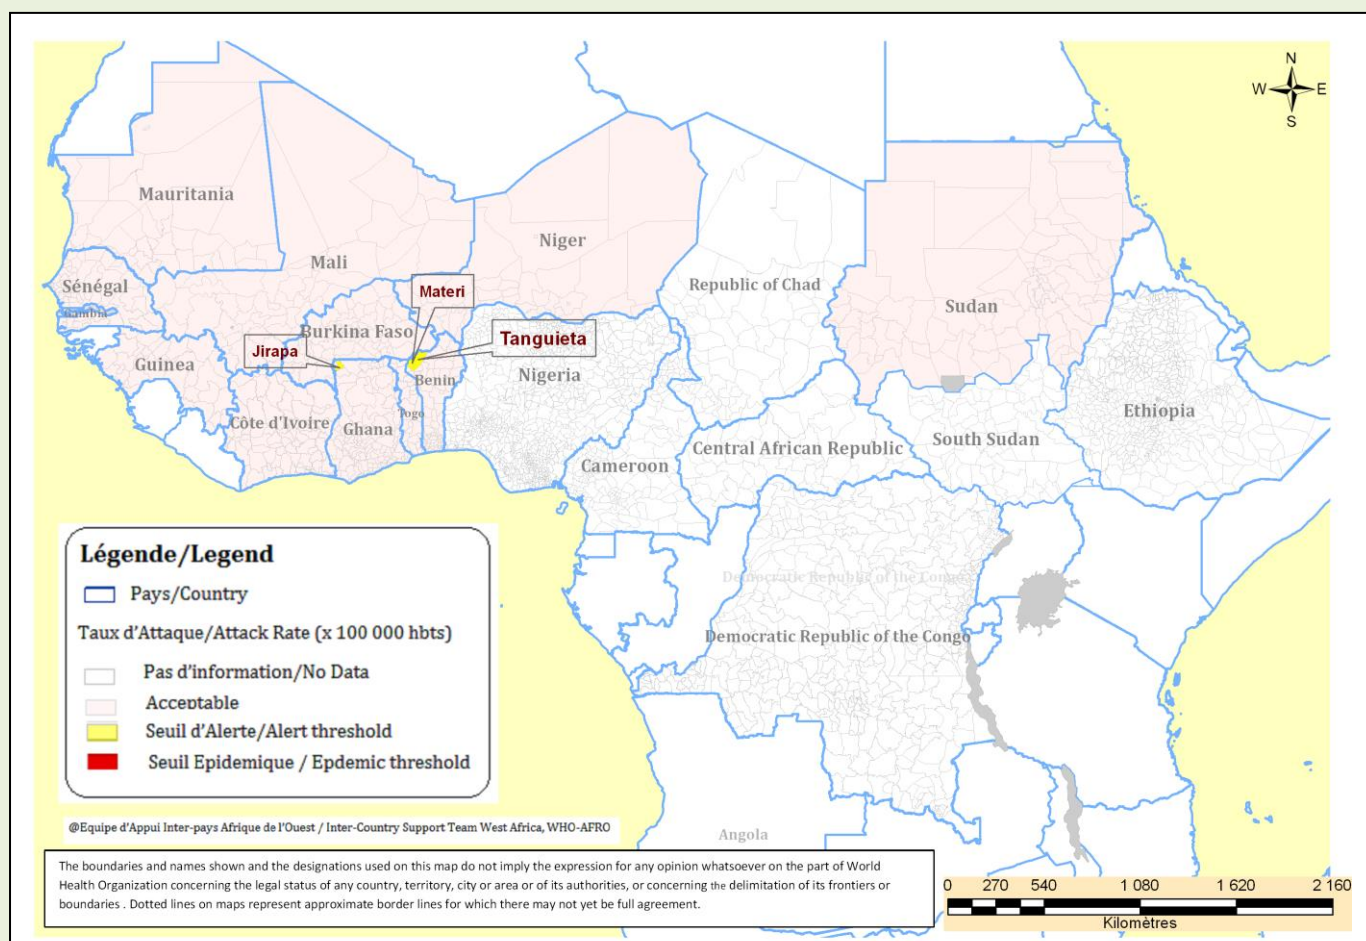 N
W E
S
Mauritania
Mali
Niger
Republic of Chad
Sudan
Sénégal
Gambia
Materi
Burkina Faso
Tanguieta
Jirapa
Guinea
Benin
Nigeria
Togo
Côte d'Ivoire
Ghana
Ethiopia
South Sudan
Central African Republic
Cameroon
Democratic Republic of the Congo
Democratic Republic of the Congo
Angola
Légende/Legend
Pays/Country
Taux d'Attaque/Attack Rate (x 100 000 hbts)
Pas d'information/No Data
Acceptable
Seuil d'Alerte/Alert threshold
Seuil Epidemique / Epdemic threshold
@Equipe d'Appui Inter-pays Afrique de l'Ouest / Inter-Country Support Team West Africa, WHO-AFRO
The boundaries and names shown and the designations used on this map do not imply the expression for any opinion whatsoever on the part of World
Health Organization concerning the legal status of any country, territory, city or area or of its authorities, or concerning the delimitation of its frontiers or
boundaries . Dotted lines on maps represent approximate border lines for which there may not yet be full agreement.
0 270 540 1 080 1 620 2 160
Kilomètres